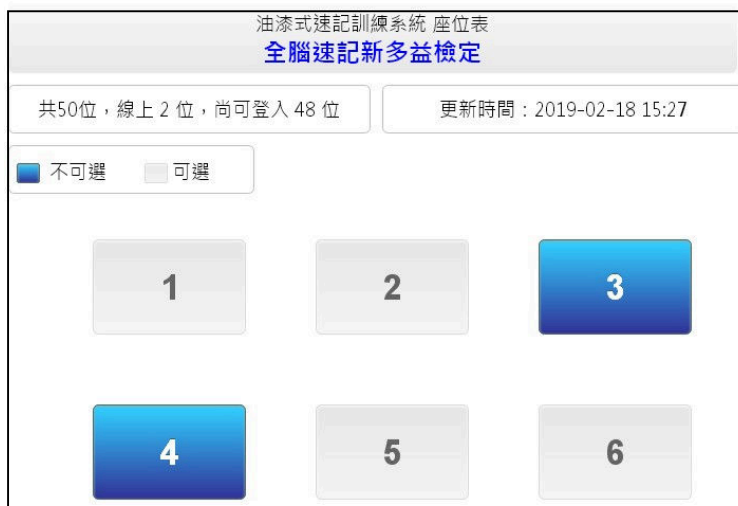 油漆式速記訓練系統 座位表
全腦速記新多益檢定
共50位，線上 2 位，尚可登入 48 位
更新時間：2019-02-18 15:27
不可選 可選
1 2 3
4 5 6